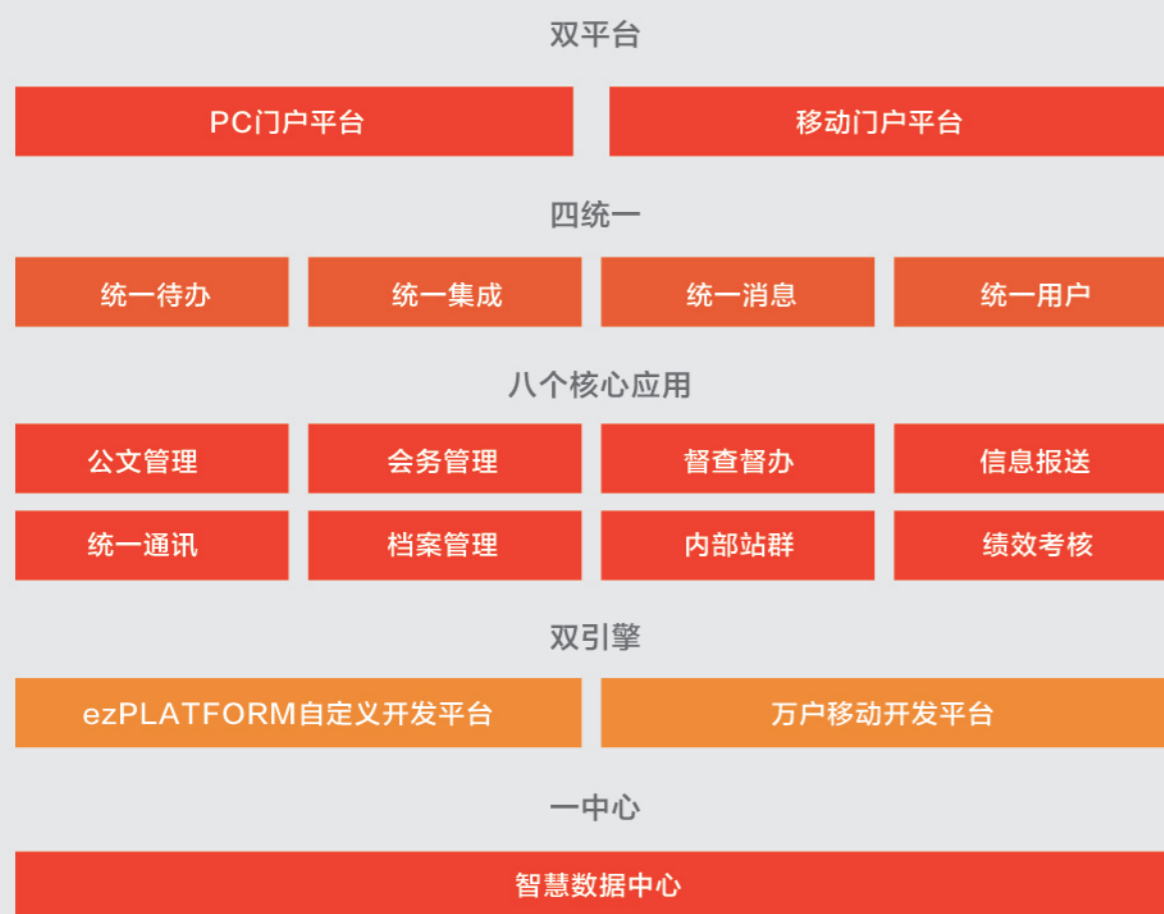 双平台
PC门户平台 移动门户平台
四统一
统一待办 统一集成 统一消息 统一用户
八个核心应用
公文管理 会务管理 督查督办 信息报送
统一通讯 档案管理 内部站群 绩效考核
双引擎
ezPLATFORM自定义开发平台 万户移动开发平台
一中心
智慧数据中心